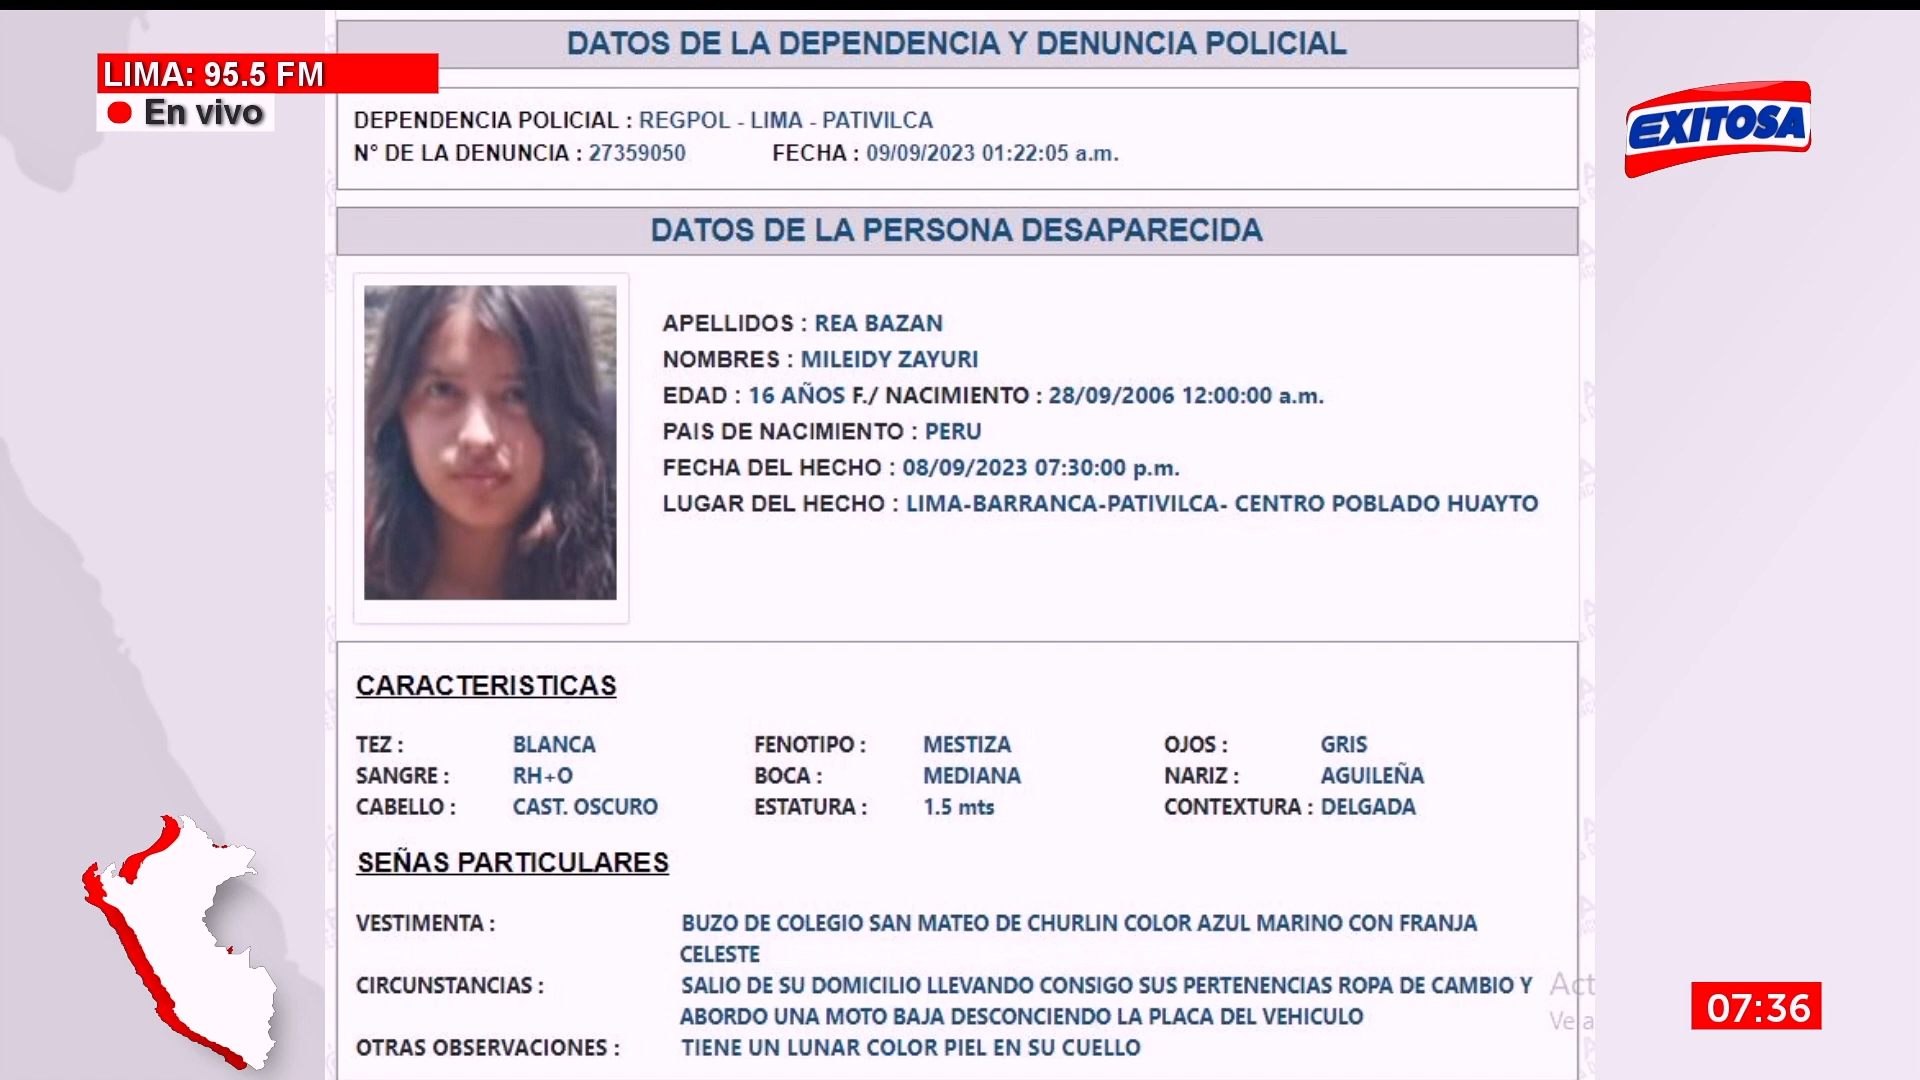 DATOS DE LA DEPENDENCIA Y DENUNCIA POLICIAL
LIMA: 95.5 FM
En vivo
EXITOSA
DEPENDENCIA POLICIAL : REGPOL - LIMA - PATIVILCA
N° DE LA DENUNCIA : 27359050 FECHA : 09/09/2023 01:22:05 a.m.
DATOS DE LA PERSONA DESAPARECIDA
APELLIDOS : REA BAZAN
NOMBRES : MILEIDY ZAYURI
EDAD : 16 AÑOS F./ NACIMIENTO : 28/09/2006 12:00:00 a.m.
PAIS DE NACIMIENTO : PERU
FECHA DEL HECHO : 08/09/2023 07:30:00 p.m.
LUGAR DEL HECHO : LIMA-BARRANCA-PATIVILCA- CENTRO POBLADO HUAYTO
CARACTERISTICAS
TEZ : BLANCA FENOTIPO : MESTIZA OJOS : GRIS
SANGRE : RH+O BOCA : MEDIANA NARIZ : AGUILEÑA
CABELLO : CAST. OSCURO ESTATURA : 1.5 mts CONTEXTURA : DELGADA
SEÑAS PARTICULARES
VESTIMENTA : BUZO DE COLEGIO SAN MATEO DE CHURLIN COLOR AZUL MARINO CON FRANJA
CELESTE
CIRCUNSTANCIAS : SALIO DE SU DOMICILIO LLEVANDO CONSIGO SUS PERTENENCIAS ROPA DE CAMBIO Y
ABORDO UNA MOTO BAJA DESCONCIENDO LA PLACA DEL VEHICULO
OTRAS OBSERVACIONES : TIENE UN LUNAR COLOR PIEL EN SU CUELLO
Act
Ve a
07:36